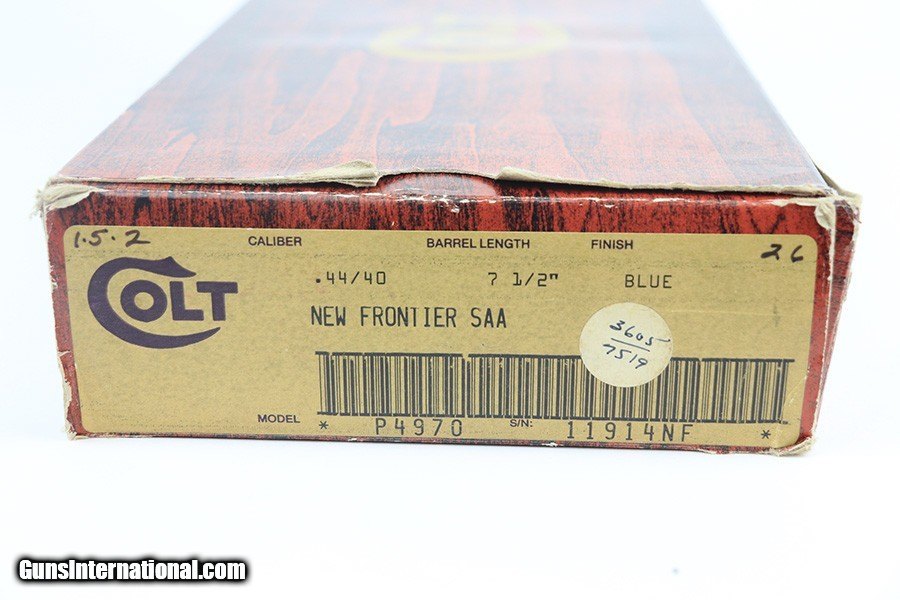 1.5.2 CALIBER BARREL LENGTH FINISH 26
COLT .44/40 7 1/2" BLUE
NEW FRONTIER SAA
3605
7519
MODEL * P4970 S/N: 11914NF *
GunsInternational.com